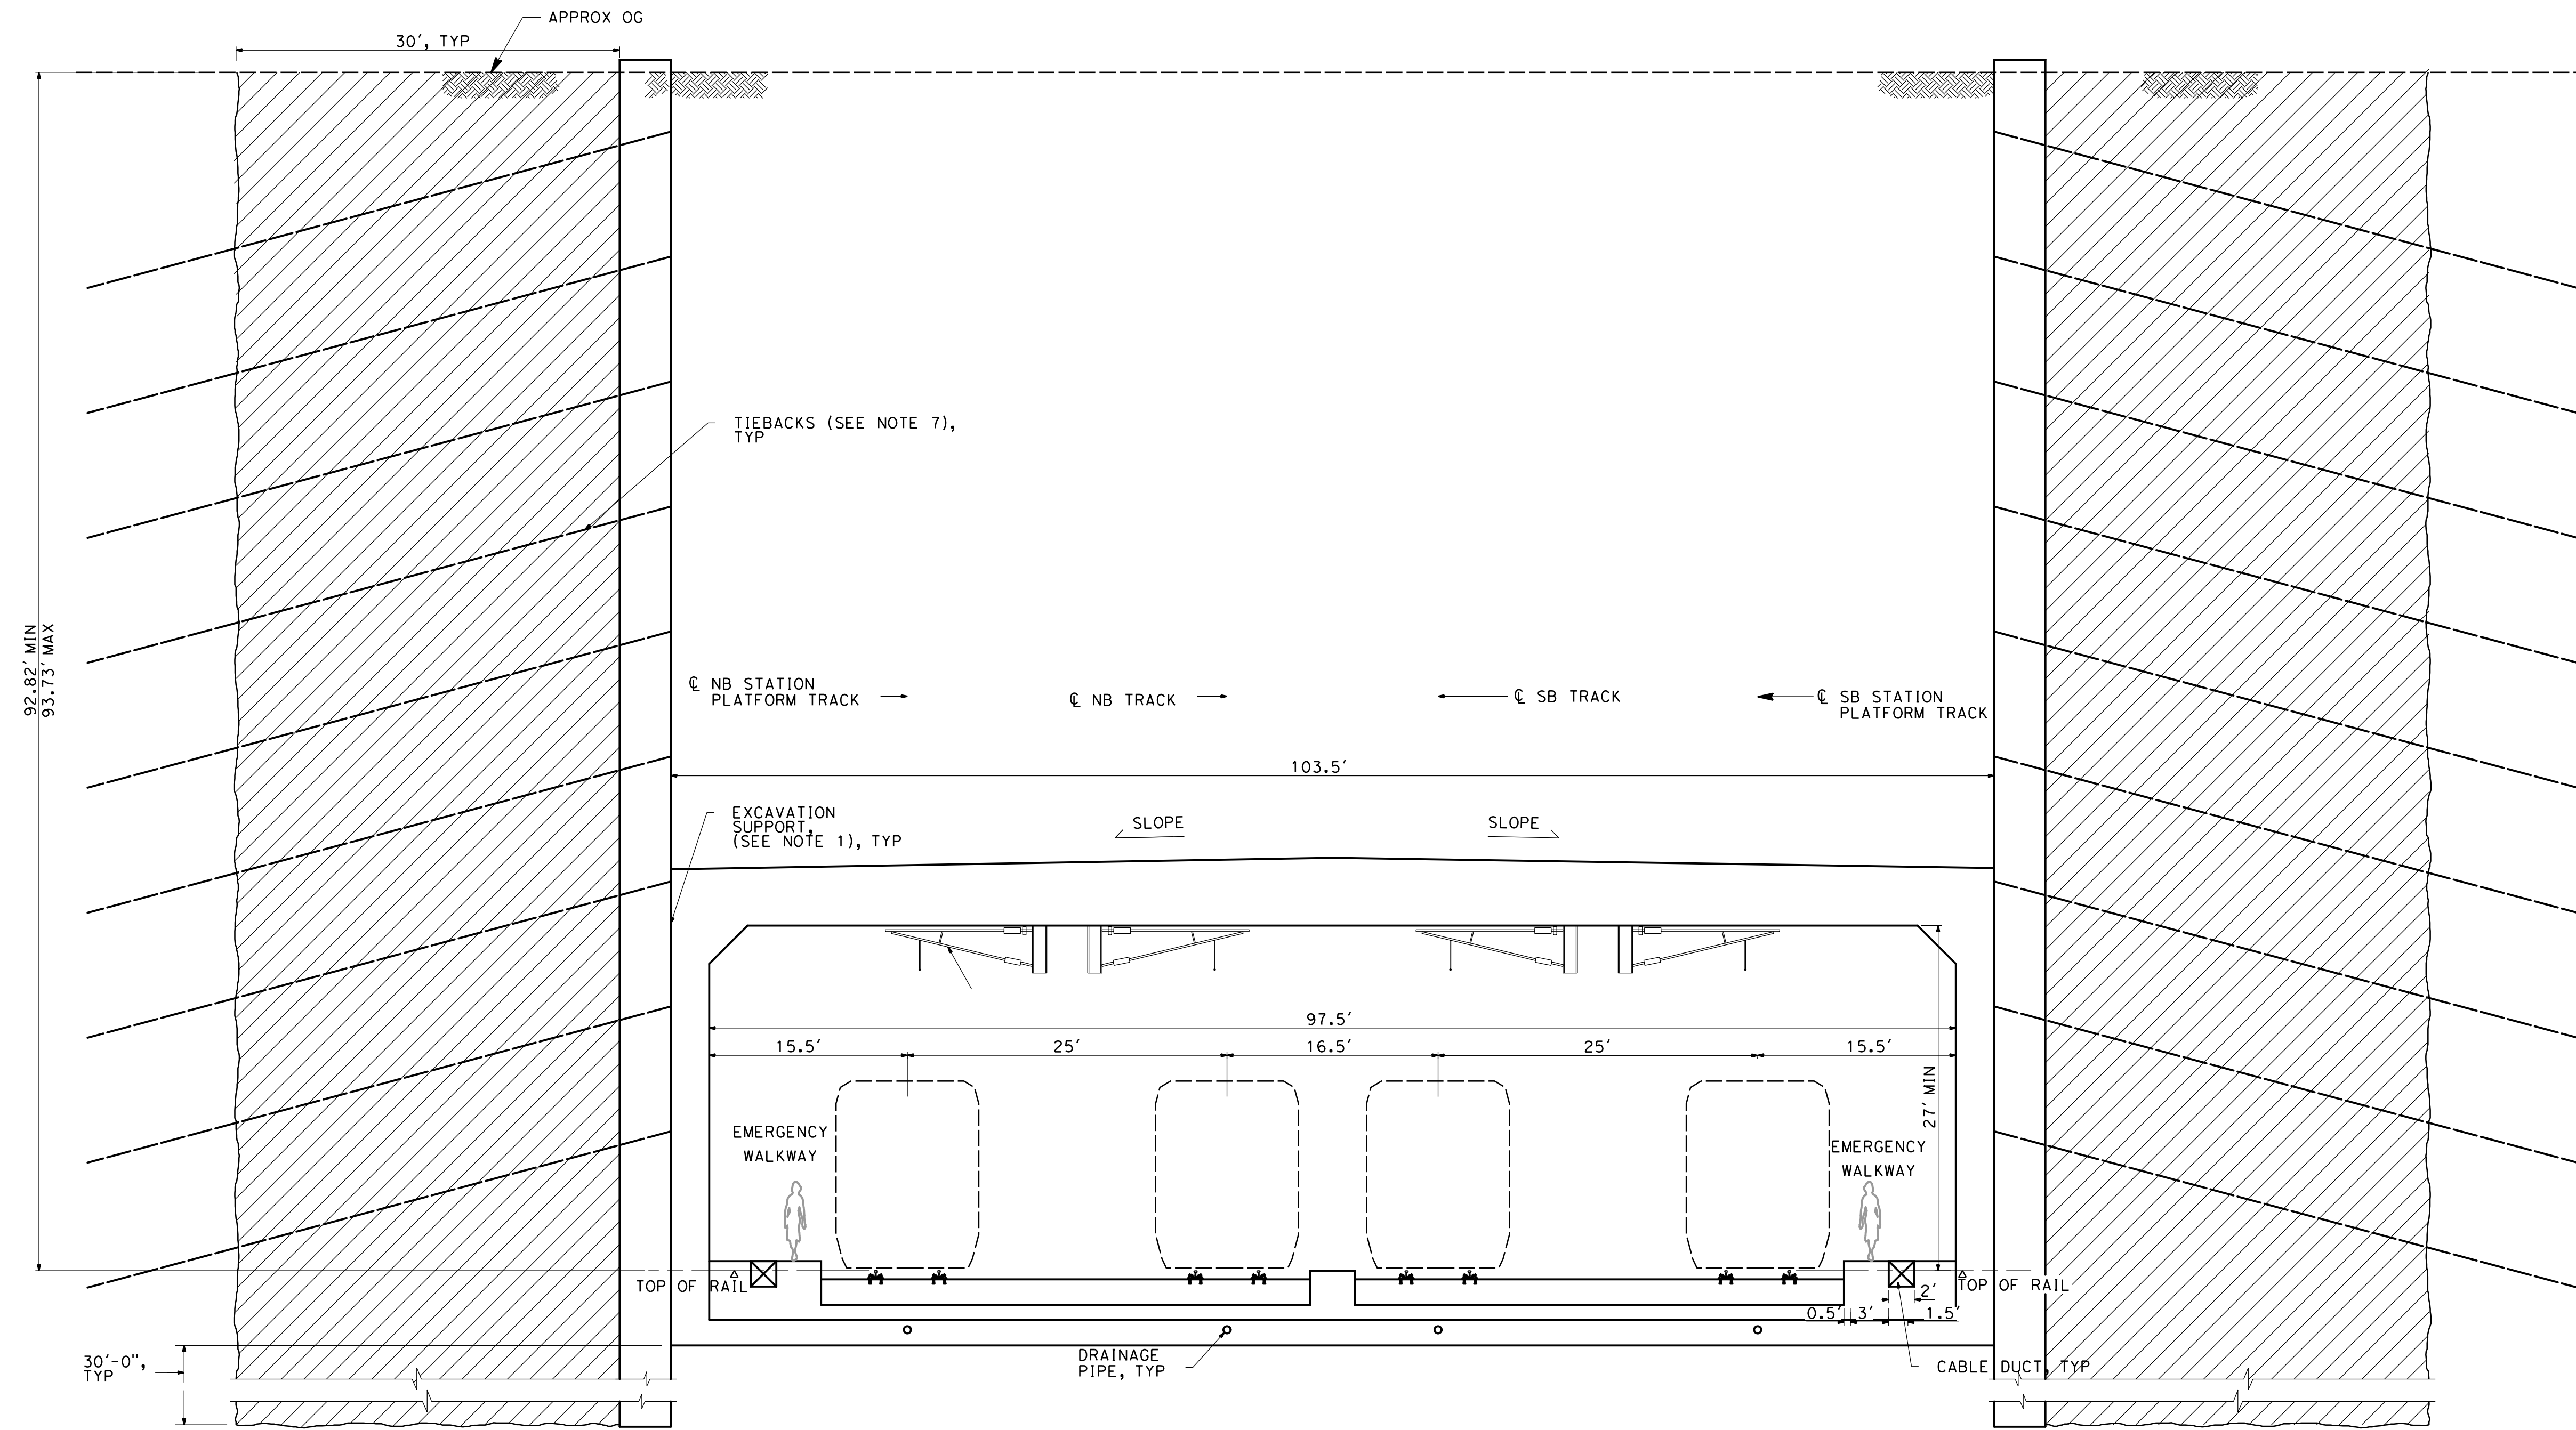 APPROX OG
30', TYP
TIEBACKS (SEE NOTE 7),
TYP
92.82' MIN
93.73' MAX
℄ NB STATION
PLATFORM TRACK
℄ NB TRACK
℄ SB TRACK
℄ SB STATION
PLATFORM TRACK
103.5'
EXCAVATION
SUPPORT,
(SEE NOTE 1), TYP
SLOPE
SLOPE
97.5'
15.5'
25'
16.5'
25'
15.5'
27' MIN
EMERGENCY
WALKWAY
EMERGENCY
WALKWAY
TOP OF RAIL
TOP OF RAIL
2'
0.5'
3'
1.5'
30'-0",
TYP
DRAINAGE
PIPE, TYP
CABLE DUCT, TYP